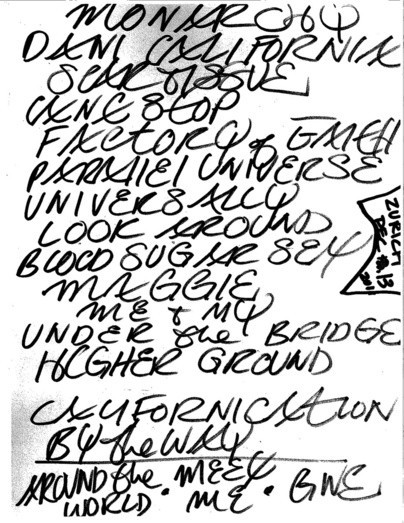 MONARCHY
DANI CALIFORNIA
SCAR TISSUE
CANT STOP
FACTORY of FAITH
PARALLEL UNIVERSE
UNIVERSALLY
LOOK AROUND
BLOOD SUGAR SEX
MAGGIE
ME & MY
UNDER the BRIDGE
HIGHER GROUND
CALIFORNICATION
BY the WAY
AROUND the WORLD · MEET ME · GIVE
ZURICH
DEC
13
2011